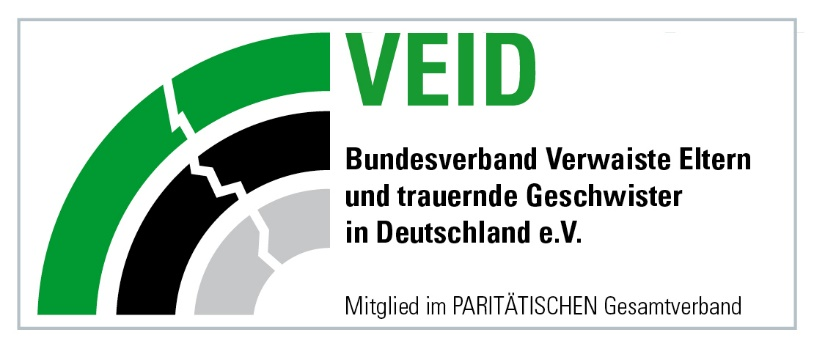 VEID
Bundesverband Verwaiste Eltern
und trauernde Geschwister
in Deutschland e.V.
Mitglied im PARITÄTISCHEN Gesamtverband